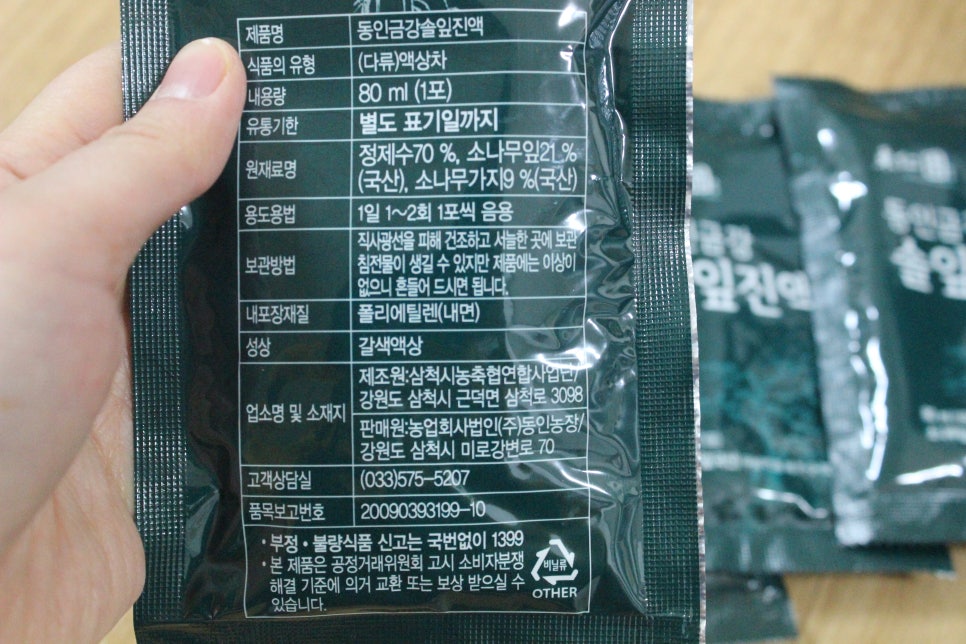 제품명 동인금강솔잎진액
식품의 유형 (다류)액상차
내용량 80 ml (1포)
유통기한 별도 표기일까지
원재료명 정제수70 %, 소나무잎21 %
(국산), 소나무가지9 %(국산)
용도용법 1일 1~2회 1포씩 음용
보관방법 직사광선을 피해 건조하고 서늘한 곳에 보관
침전물이 생길 수 있지만 제품에는 이상이
없으니 흔들어 드시면 됩니다.
내포장재질 폴리에틸렌(내면)
성상 갈색액상
업소명 및 소재지
제조원:삼척시농축협연합사업단/
강원도 삼척시 근덕면 삼척로 3098
판매원:농업회사법인(주)동인농장/
강원도 삼척시 미로강변로 70
고객상담실 (033)575-5207
품목보고번호 20090393199-10
• 부정 • 불량식품 신고는 국번없이 1399
• 본 제품은 공정거래위원회 고시 소비자분쟁
해결 기준에 의거 교환 또는 보상 받으실 수
있습니다.
비닐류
OTHER
금강
잎진액
동인금
솔잎